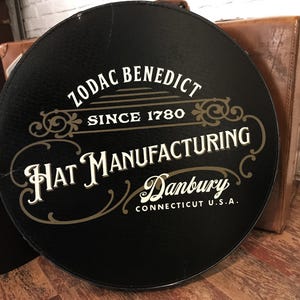 ZODAC BENEDICT
SINCE 1780
HAT MANUFACTURING
Danbury
CONNECTICUT U.S.A.